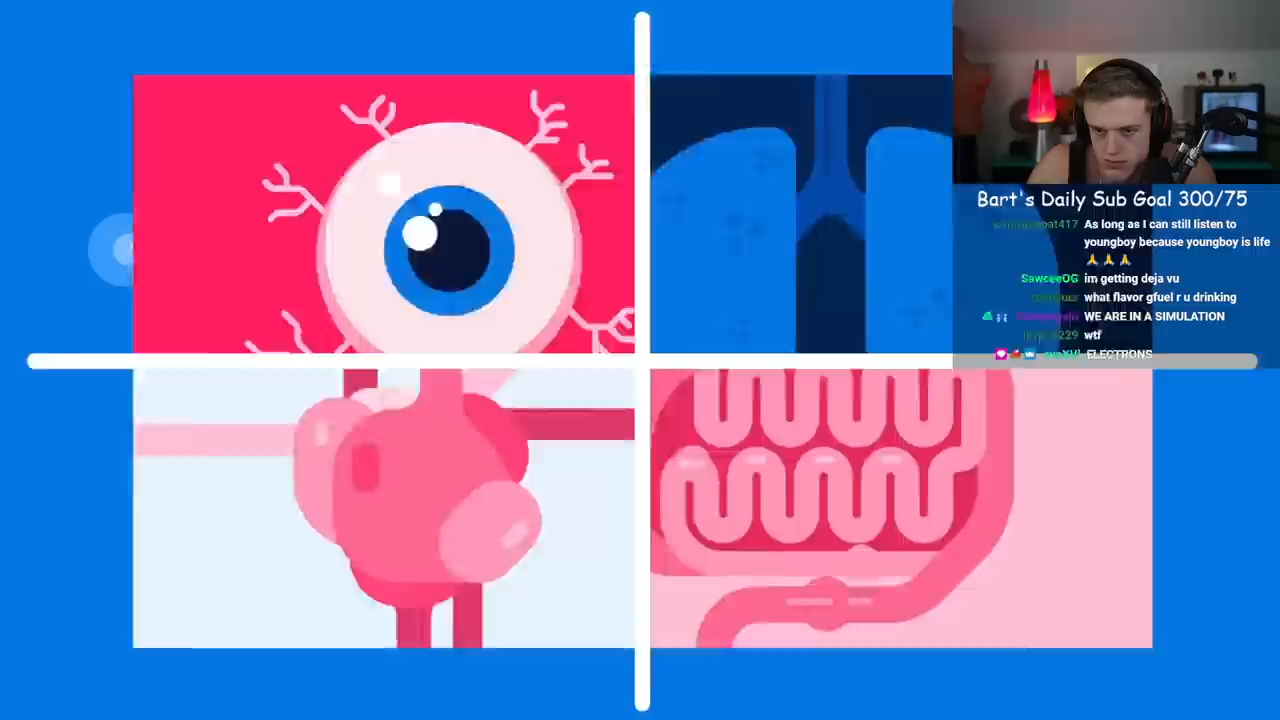 Bart's Daily Sub Goal 300/75
As long as I can still listen to
youngboy because youngboy is life
🙏 🙏 🙏
SawceeOG im getting deja vu
what flavor gfuel r u drinking
WE ARE IN A SIMULATION
wtf
ELECTRONS